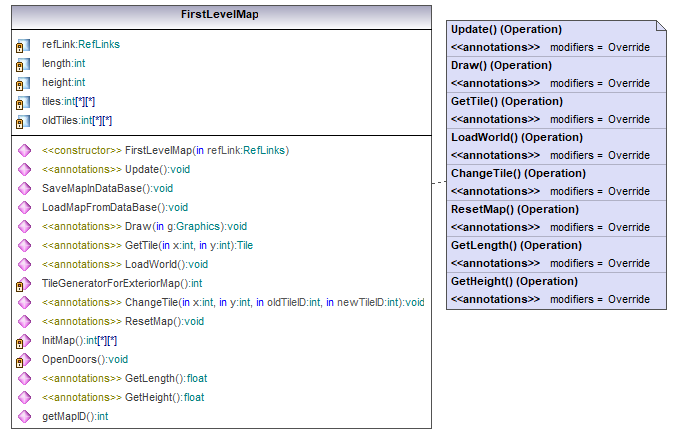 FirstLevelMap
refLink:RefLinks
length:int
height:int
tiles:int[*][*]
oldTiles:int[*][*]
<<constructor>> FirstLevelMap(in refLink:RefLinks)
<<annotations>> Update():void
SaveMapInDataBase():void
LoadMapFromDataBase():void
<<annotations>> Draw(in g:Graphics):void
<<annotations>> GetTile(in x:int, in y:int):Tile
<<annotations>> LoadWorld():void
TileGeneratorForExteriorMap():int
<<annotations>> ChangeTile(in x:int, in y:int, in oldTileID:int, in newTileID:int):void
<<annotations>> ResetMap():void
InitMap():int[*][*]
OpenDoors():void
<<annotations>> GetLength():float
<<annotations>> GetHeight():float
getMapID():int
Update() (Operation)
<<annotations>> modifiers = Override
Draw() (Operation)
<<annotations>> modifiers = Override
GetTile() (Operation)
<<annotations>> modifiers = Override
LoadWorld() (Operation)
<<annotations>> modifiers = Override
ChangeTile() (Operation)
<<annotations>> modifiers = Override
ResetMap() (Operation)
<<annotations>> modifiers = Override
GetLength() (Operation)
<<annotations>> modifiers = Override
GetHeight() (Operation)
<<annotations>> modifiers = Override